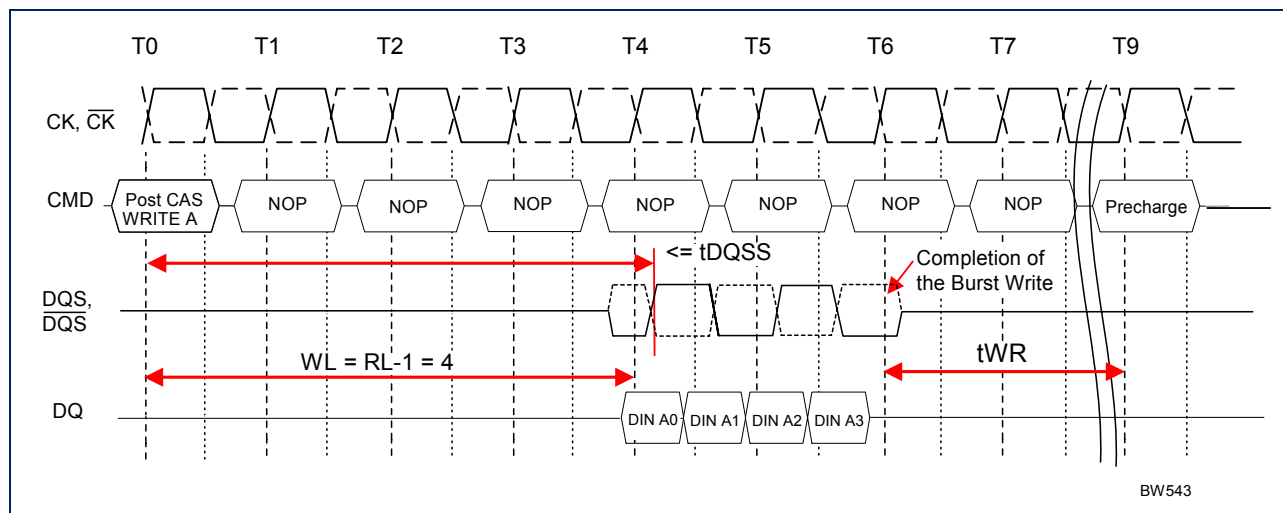 T0 T1 T2 T3 T4 T5 T6 T7 T9
CK, CK
CMD
Post CAS
WRITE A
NOP NOP NOP NOP NOP NOP NOP Precharge
<= tDQSS
Completion of
the Burst Write
DQS,
DQS
WL = RL-1 = 4
tWR
DQ
DIN A0 DIN A1 DIN A2 DIN A3
BW543